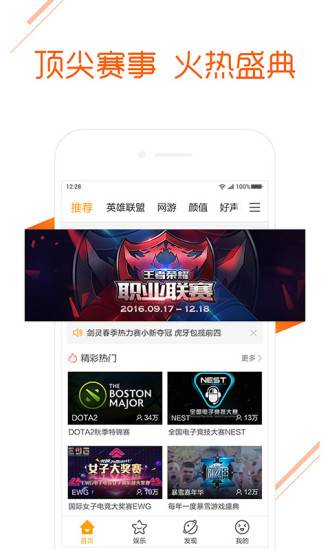 顶尖赛事 火热盛典
12:28
推荐 英雄联盟 网游 颜值 好声
王者荣耀
职业联赛
2016.09.17 — 12.18
剑灵春季热力赛小新夺冠 虎牙包揽前四
精彩热门
THE
BOSTON
MAJOR
DOTA2 34万
DOTA2秋季特锦赛
NEST
全国电子竞技大赛
NEST 13万
全国电子竞技大赛NEST
女子大奖赛
EWG 10万
国际女子电竞大奖赛EWG
暴雪嘉年华 12万
每年一度暴雪游戏盛典
首页 娱乐 发现 我的